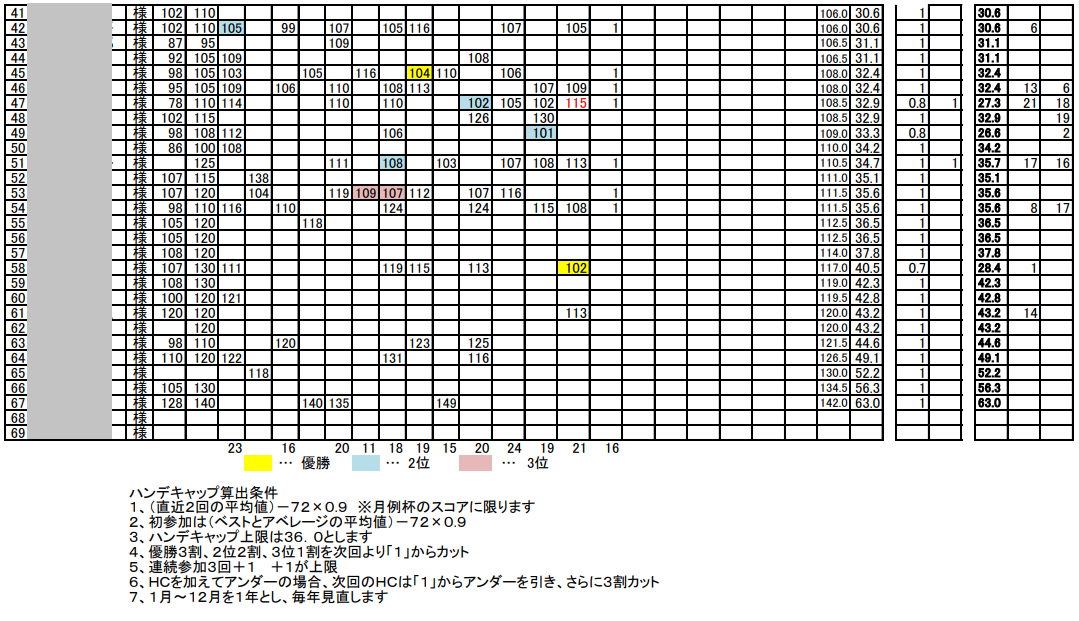 41 様 102 110 106.0 30.6 1 30.6
42 様 102 110 105 99 107 105 116 107 105 1 106.0 30.6 1 30.6 6
43 様 87 95 109 106.5 31.1 1 31.1
44 様 92 105 109 108 106.5 31.1 1 31.1
45 様 98 105 103 105 116 104 110 106 1 108.0 32.4 1 32.4
46 様 95 105 109 106 110 108 113 107 109 1 108.0 32.4 1 32.4 13 6
47 様 78 110 114 110 110 102 105 102 115 1 108.5 32.9 0.8 1 27.3 21 18
48 様 102 115 126 130 108.5 32.9 1 32.9 19
49 様 98 108 112 106 101 109.0 33.3 0.8 26.6 2
50 様 86 100 108 110.0 34.2 1 34.2
51 様 125 111 108 103 107 108 113 1 110.5 34.7 1 1 35.7 17 16
52 様 107 115 138 111.0 35.1 1 35.1
53 様 107 120 104 119 109 107 112 107 116 1 111.5 35.6 1 35.6
54 様 98 110 116 110 124 124 115 108 1 111.5 35.6 1 35.6 8 17
55 様 105 120 118 112.5 36.5 1 36.5
56 様 105 120 112.5 36.5 1 36.5
57 様 108 120 114.0 37.8 1 37.8
58 様 107 130 111 119 115 113 102 117.0 40.5 0.7 28.4 1
59 様 108 130 119.0 42.3 1 42.3
60 様 100 120 121 119.5 42.8 1 42.8
61 様 120 120 113 120.0 43.2 1 43.2 14
62 様 120 120.0 43.2 1 43.2
63 様 98 110 120 123 125 121.5 44.6 1 44.6
64 様 110 120 122 131 116 126.5 49.1 1 49.1
65 様 118 130.0 52.2 1 52.2
66 様 105 130 134.5 56.3 1 56.3
67 様 128 140 140 135 149 142.0 63.0 1 63.0
68 様
69 様
23 16 20 11 18 19 15 20 24 19 21 16
… 優勝 … 2位 … 3位
ハンデキャップ算出条件
1、(直近2回の平均値)－72×0.9 ※月例杯のスコアに限ります
2、初参加は(ベストとアベレージの平均値)－72×0.9
3、ハンデキャップ上限は36．0とします
4、優勝3割、2位2割、3位1割を次回より「1」からカット
5、連続参加3回＋1 ＋1が上限
6、HCを加えてアンダーの場合、次回のHCは「1」からアンダーを引き、さらに3割カット
7、1月～12月を1年とし、毎年見直します